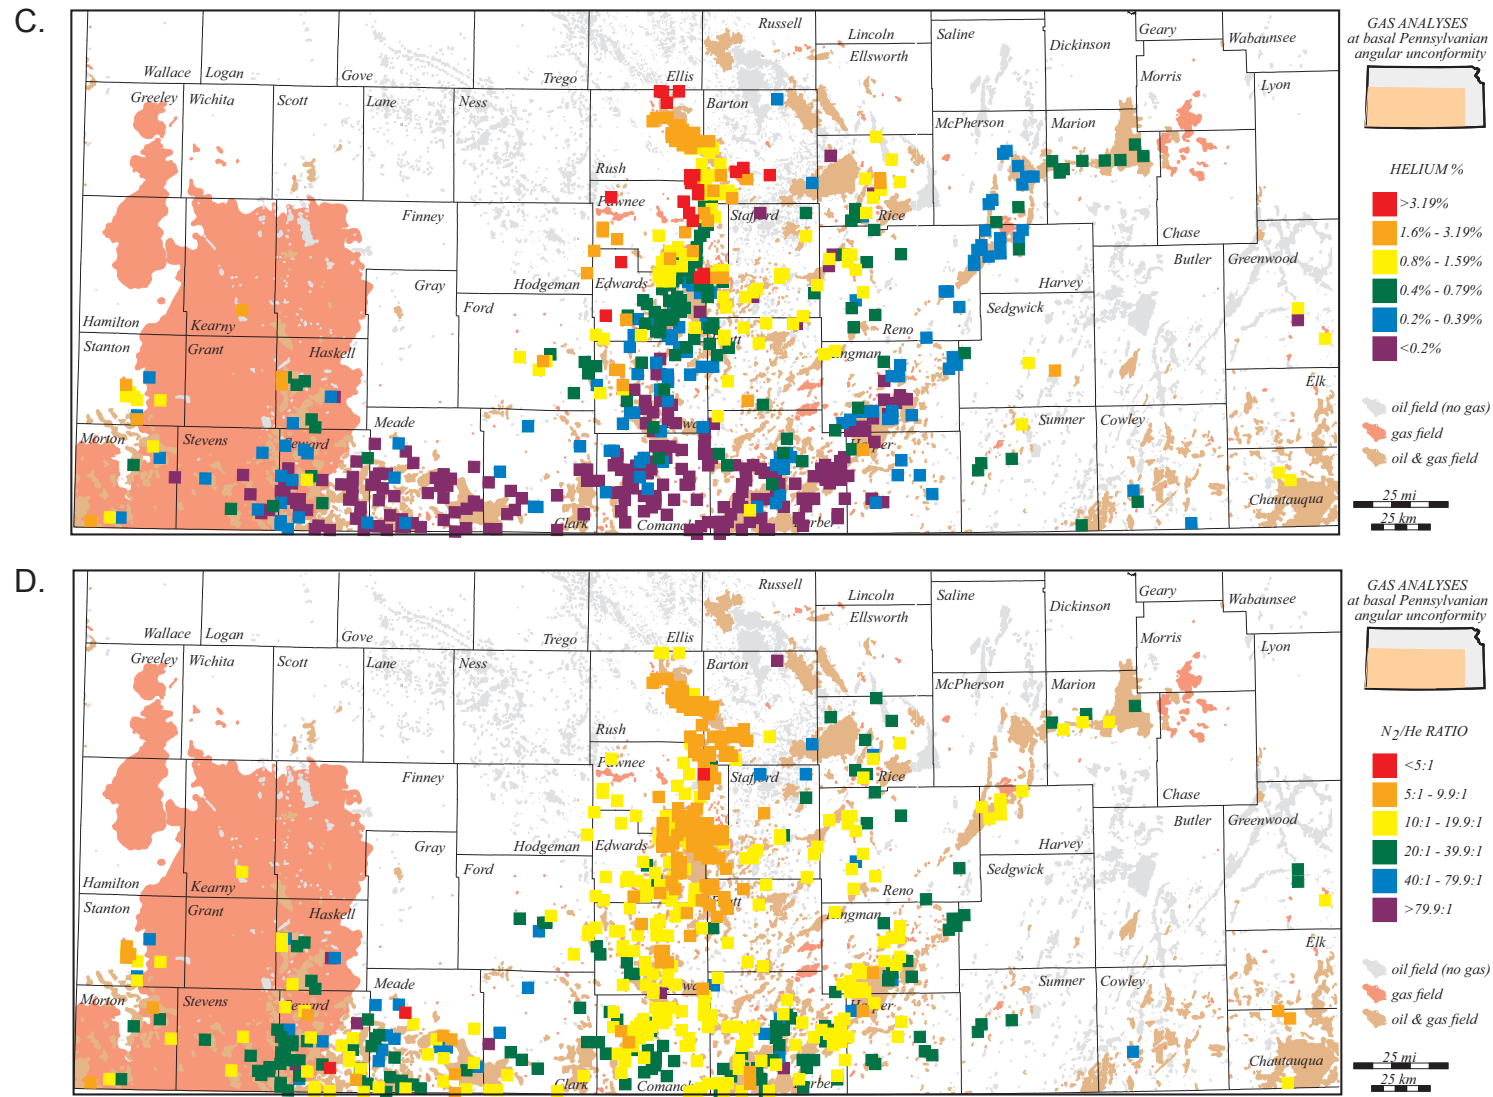 C.
Russell
Lincoln
Saline
Geary
Wabaunsee
Dickinson
Ellsworth
Wallace
Logan
Gove
Trego
Ellis
Morris
Lyon
Greeley
Wichita
Scott
Lane
Ness
Barton
McPherson
Marion
Rush
Pawnee
Finney
Stafford
Rice
Chase
Hodgeman
Edwards
Gray
Ford
Harvey
Butler
Greenwood
Hamilton
Kearny
Sedgwick
Reno
Stanton
Grant
Haskell
Elk
Meade
Sumner
Cowley
Morton
Stevens
Chautauqua
Clark
GAS ANALYSES
at basal Pennsylvanian
angular unconformity
HELIUM %
>3.19%
1.6% - 3.19%
0.8% - 1.59%
0.4% - 0.79%
0.2% - 0.39%
<0.2%
oil field (no gas)
gas field
oil & gas field
25 mi
25 km
D.
Russell
Lincoln
Saline
Geary
Wabaunsee
Dickinson
Ellsworth
Wallace
Logan
Gove
Trego
Ellis
Morris
Lyon
Greeley
Wichita
Scott
Lane
Ness
Barton
McPherson
Marion
Rush
Pawnee
Finney
Stafford
Rice
Chase
Hodgeman
Edwards
Gray
Ford
Harvey
Butler
Greenwood
Hamilton
Kearny
Sedgwick
Reno
Stanton
Grant
Haskell
Elk
Meade
Sumner
Cowley
Morton
Stevens
Chautauqua
Clark
GAS ANALYSES
at basal Pennsylvanian
angular unconformity
N2/He RATIO
<5:1
5:1 - 9.9:1
10:1 - 19.9:1
20:1 - 39.9:1
40:1 - 79.9:1
>79.9:1
oil field (no gas)
gas field
oil & gas field
25 mi
25 km